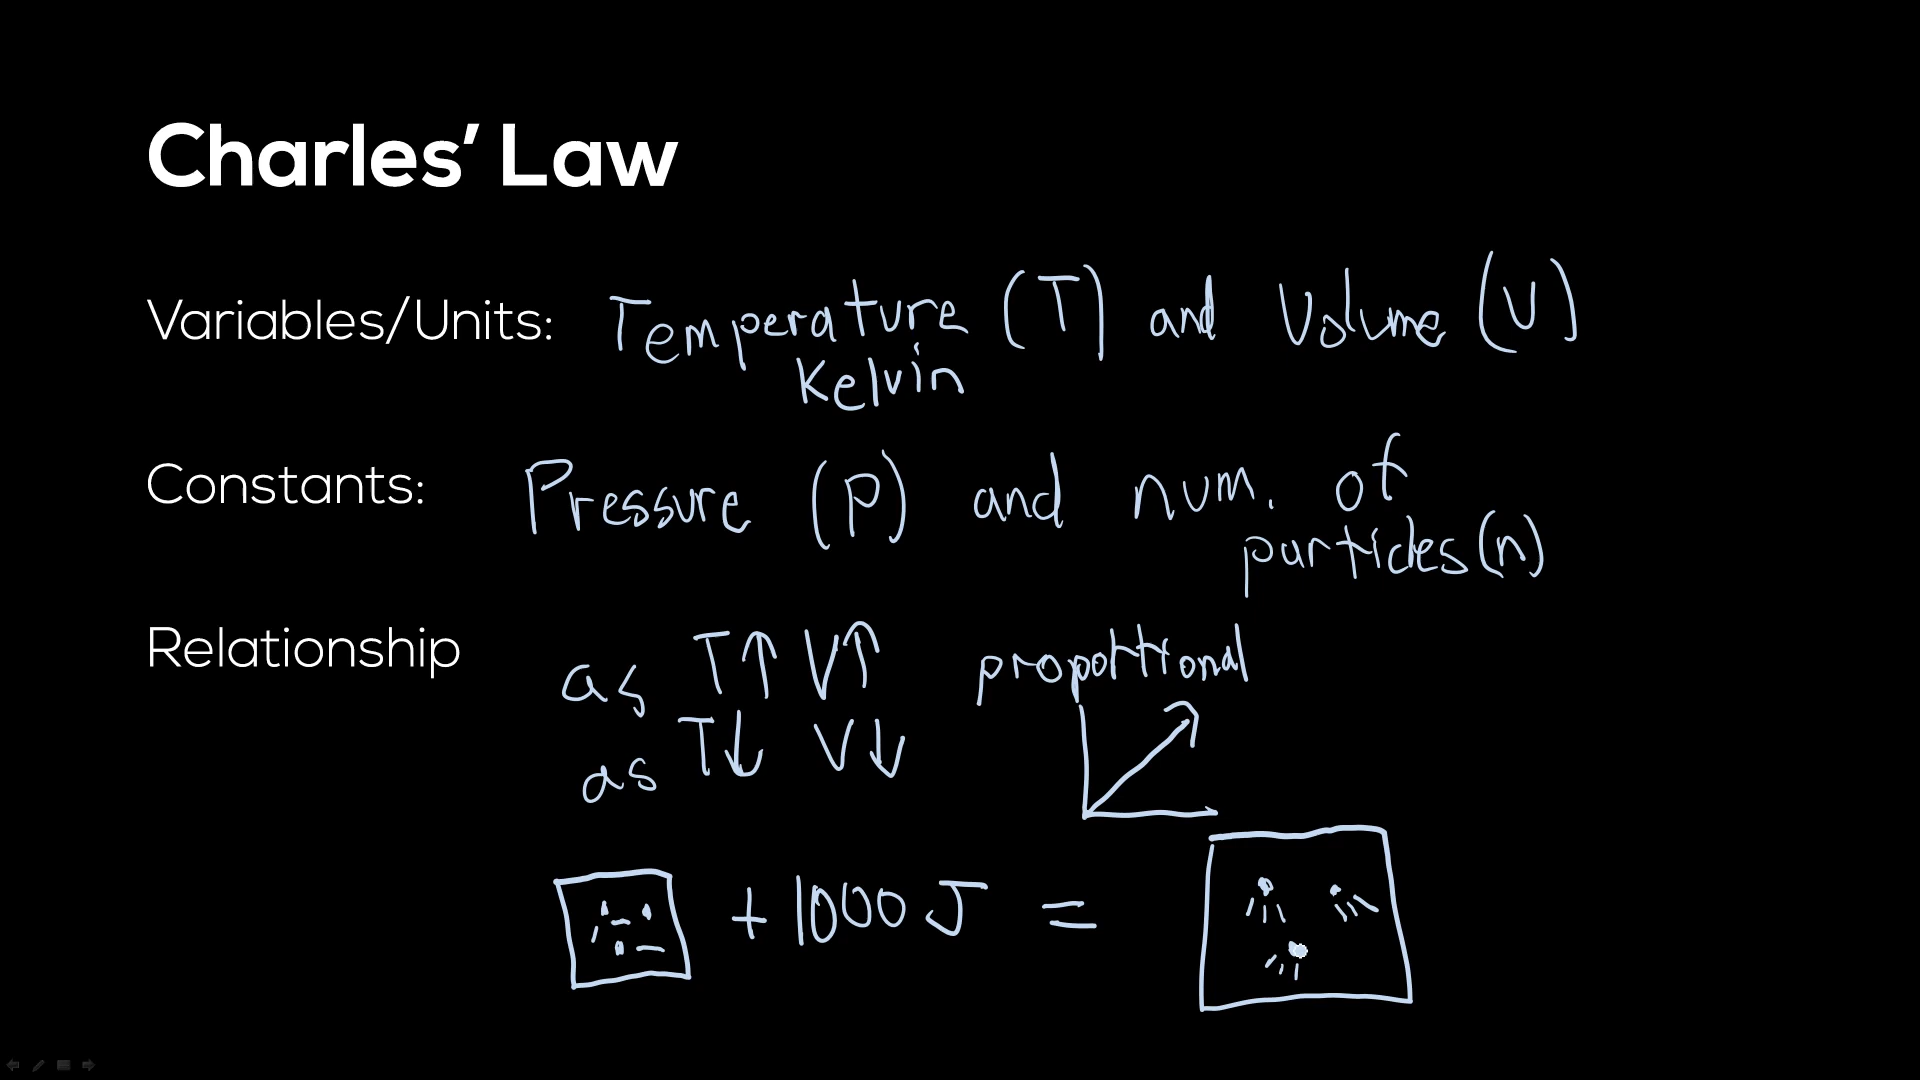 Charles’ Law
Variables/Units: Temperature (T) and Volume (V)
Kelvin
Constants: Pressure (P) and num. of
particles (n)
Relationship as T↑ V↑ proportional
as T↓ V↓
+ 1000 J =